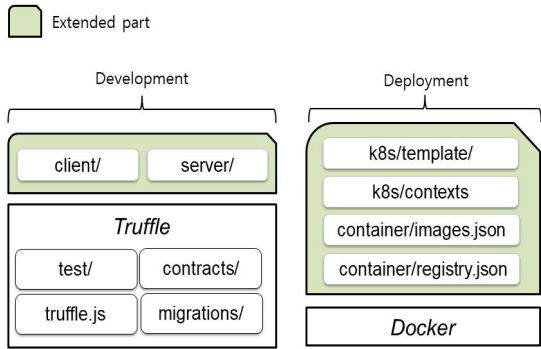 Extended part
Development
client/
server/
Truffle
test/
contracts/
truffle.js
migrations/
Deployment
k8s/template/
k8s/contexts
container/images.json
container/registry.json
Docker